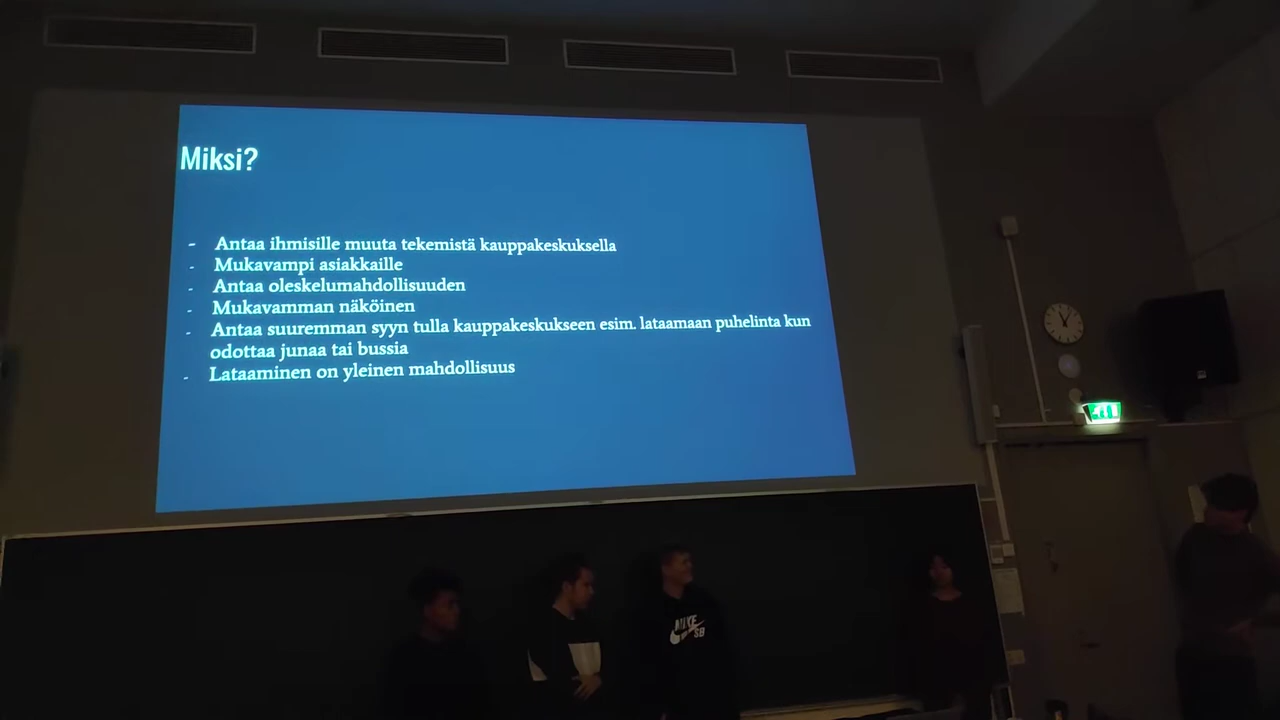 Miksi?
- Antaa ihmisille muuta tekemistä kauppakeskuksella
- Mukavampi asiakkaille
- Antaa oleskelumahdollisuuden
- Mukavamman näköinen
- Antaa suuremman syyn tulla kauppakeskukseen esim. lataamaan puhelinta kun
odottaa junaa tai bussia
- Lataaminen on yleinen mahdollisuus
NIKE
SB